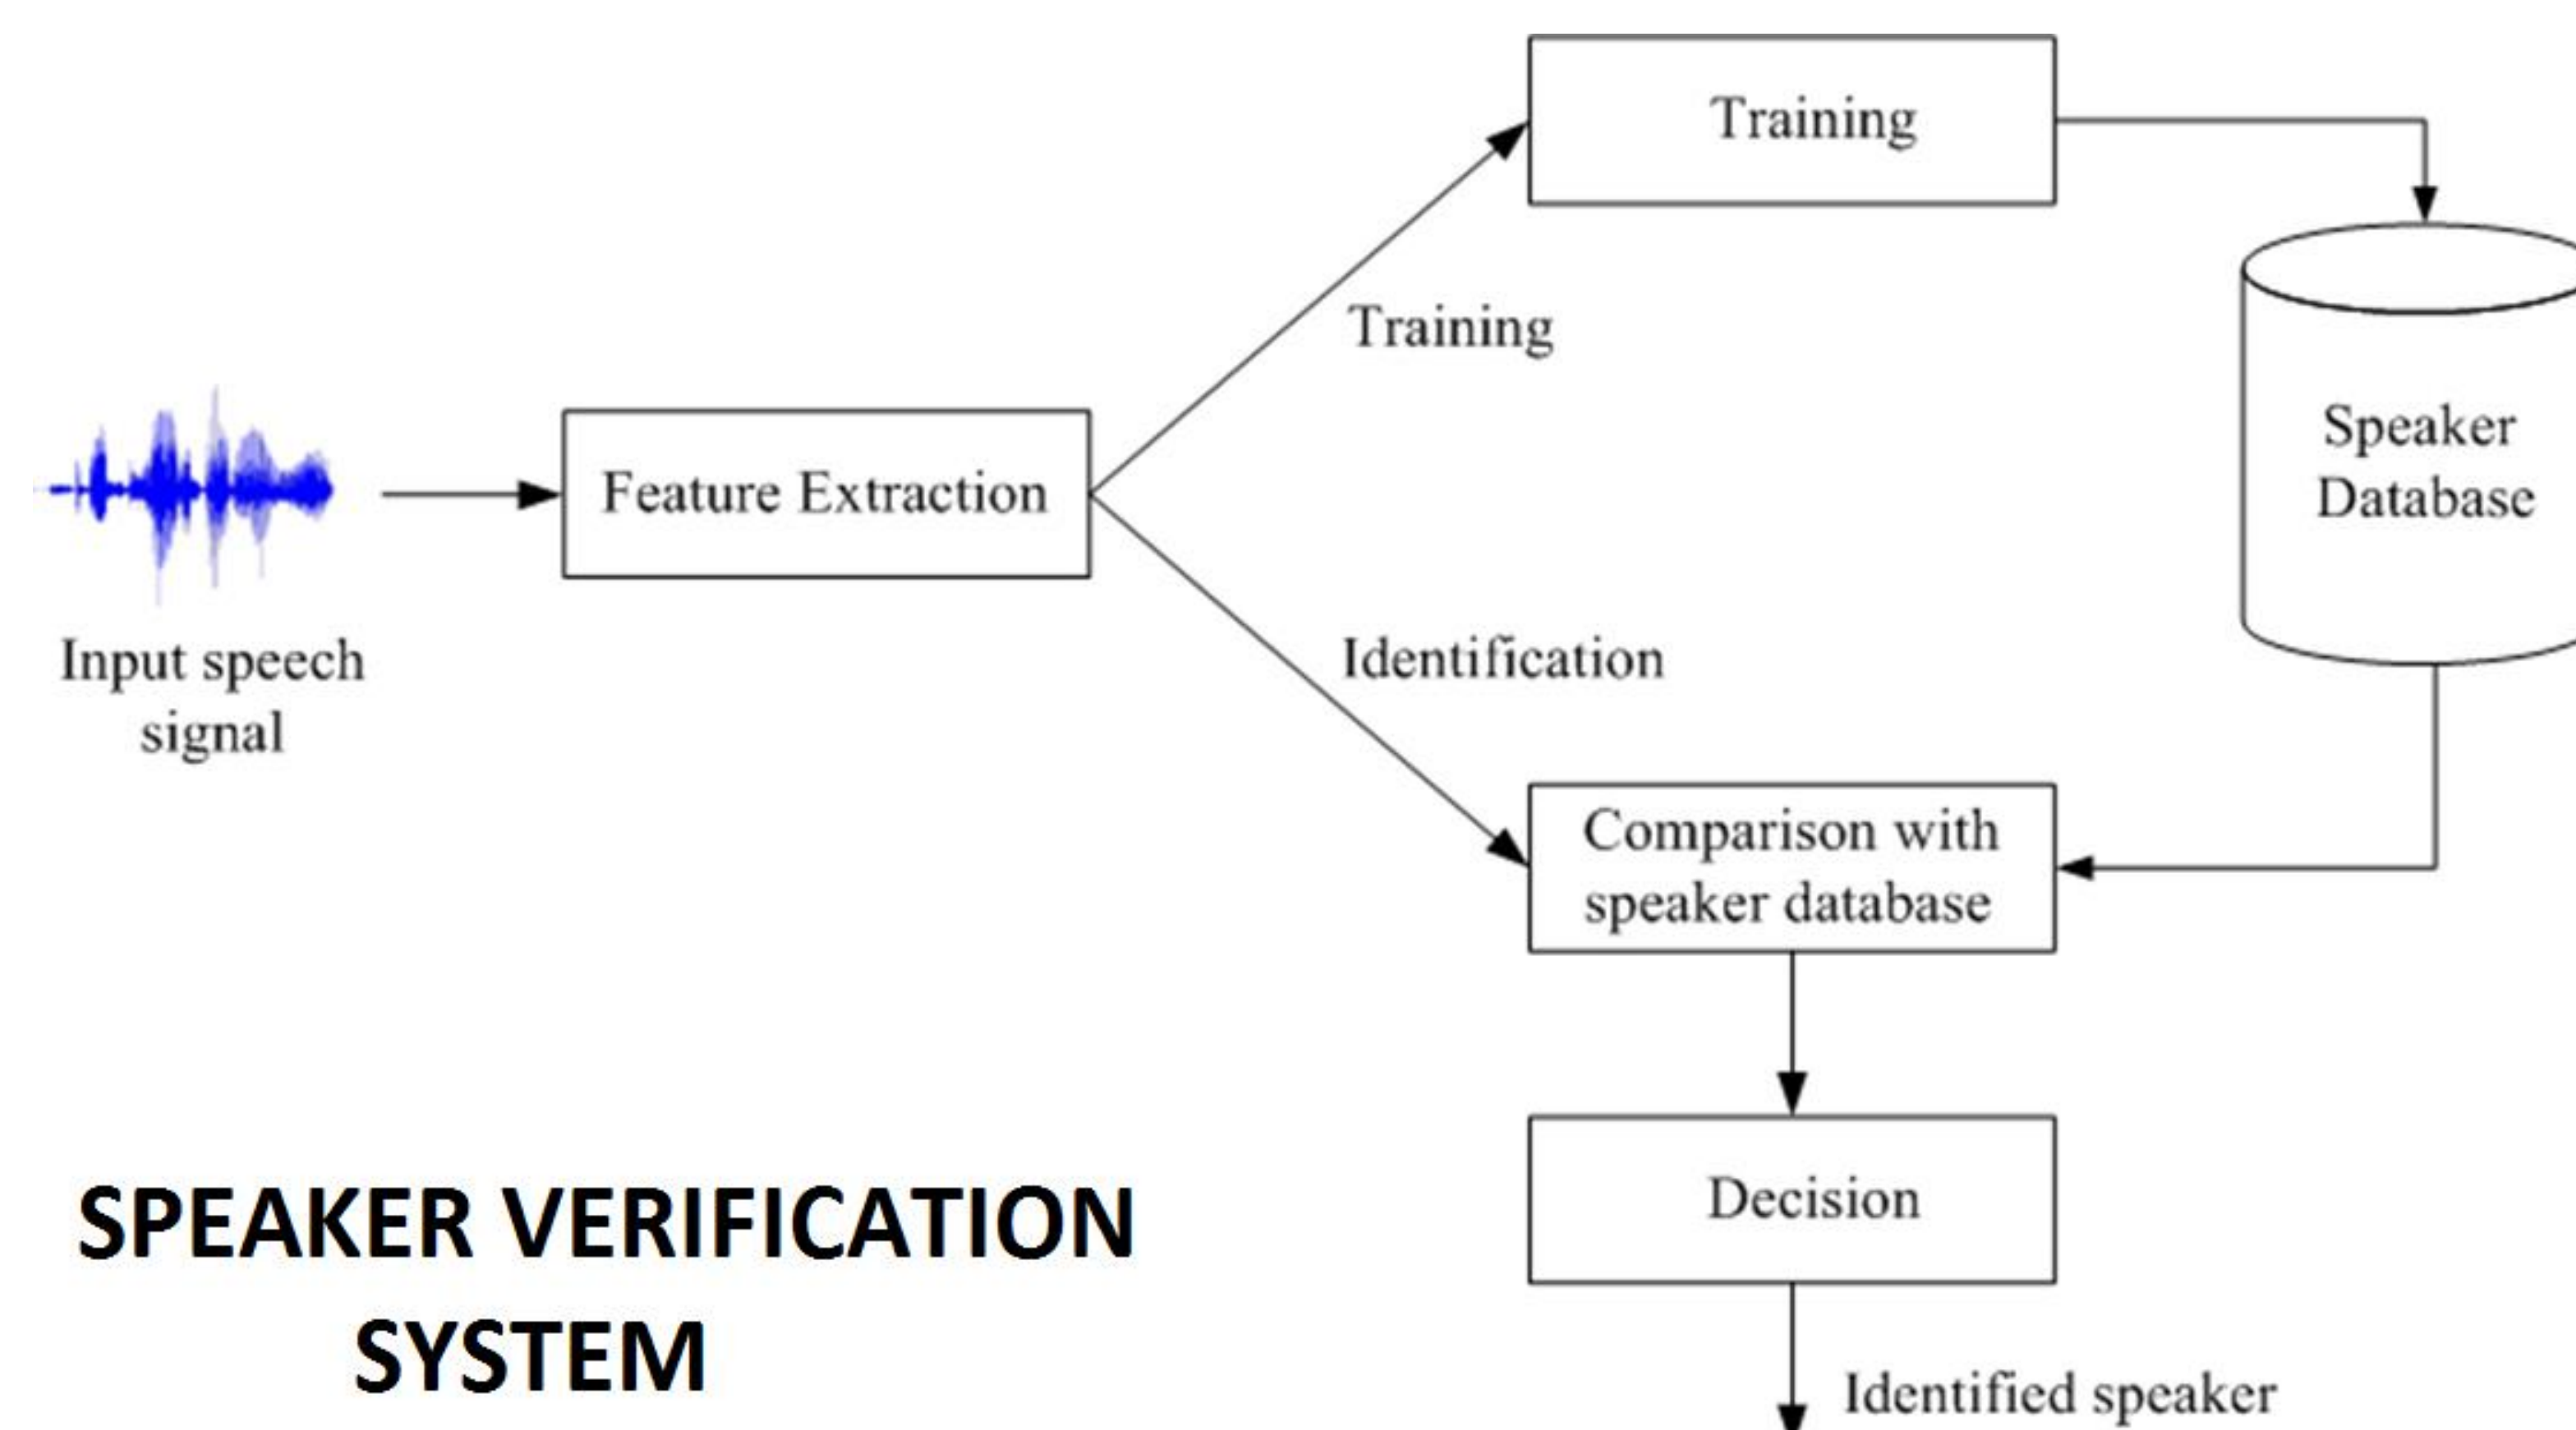 Training
Training
Speaker
Database
Feature Extraction
Input speech
signal
Identification
Comparison with
speaker database
Decision
Identified speaker
SPEAKER VERIFICATION
SYSTEM